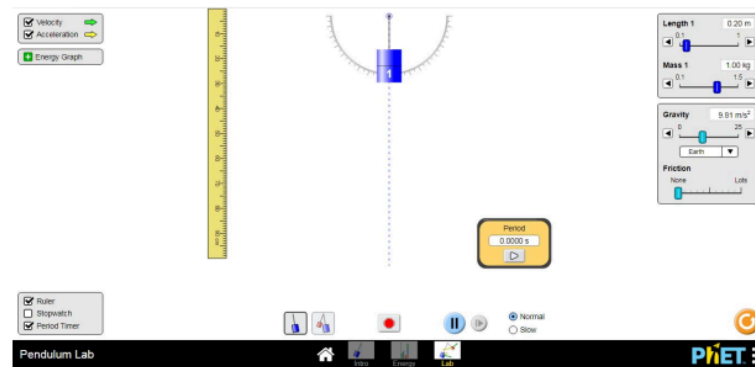 Velocity
Acceleration
Energy Graph
1
Length 1 0.20 m
0.1 1
Mass 1 1.00 kg
0.1 1.5
Gravity 9.81 m/s²
0 25
Earth
Friction
None Lots
Period
0.0000 s
Ruler
Stopwatch
Period Timer
Normal
Slow
Pendulum Lab
Intro
Energy
Lab
PhET